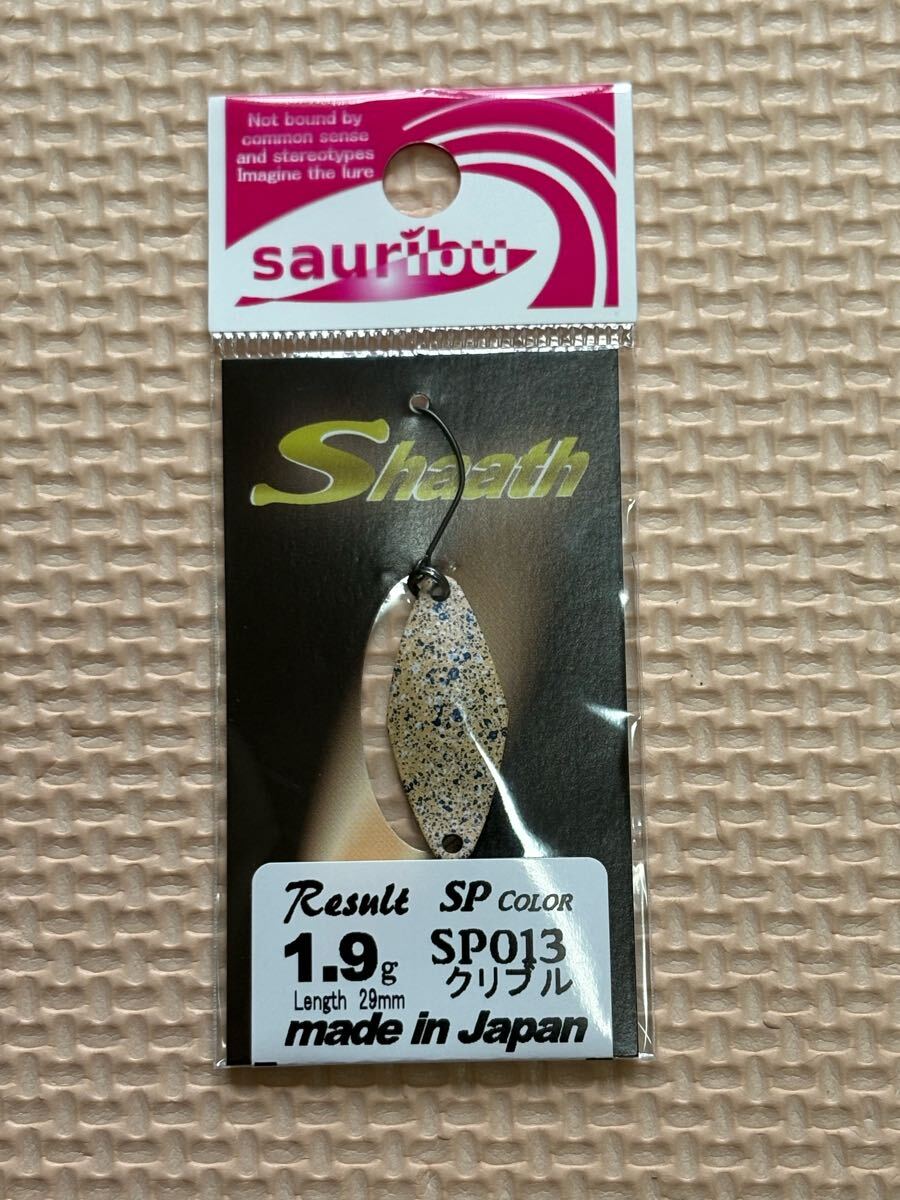 Not bound by
common sense
and stereotypes
Imagine the lure
sauribu
Shaath
Result SP COLOR
1.9g SP013
Length 29mm クリブル
made in Japan